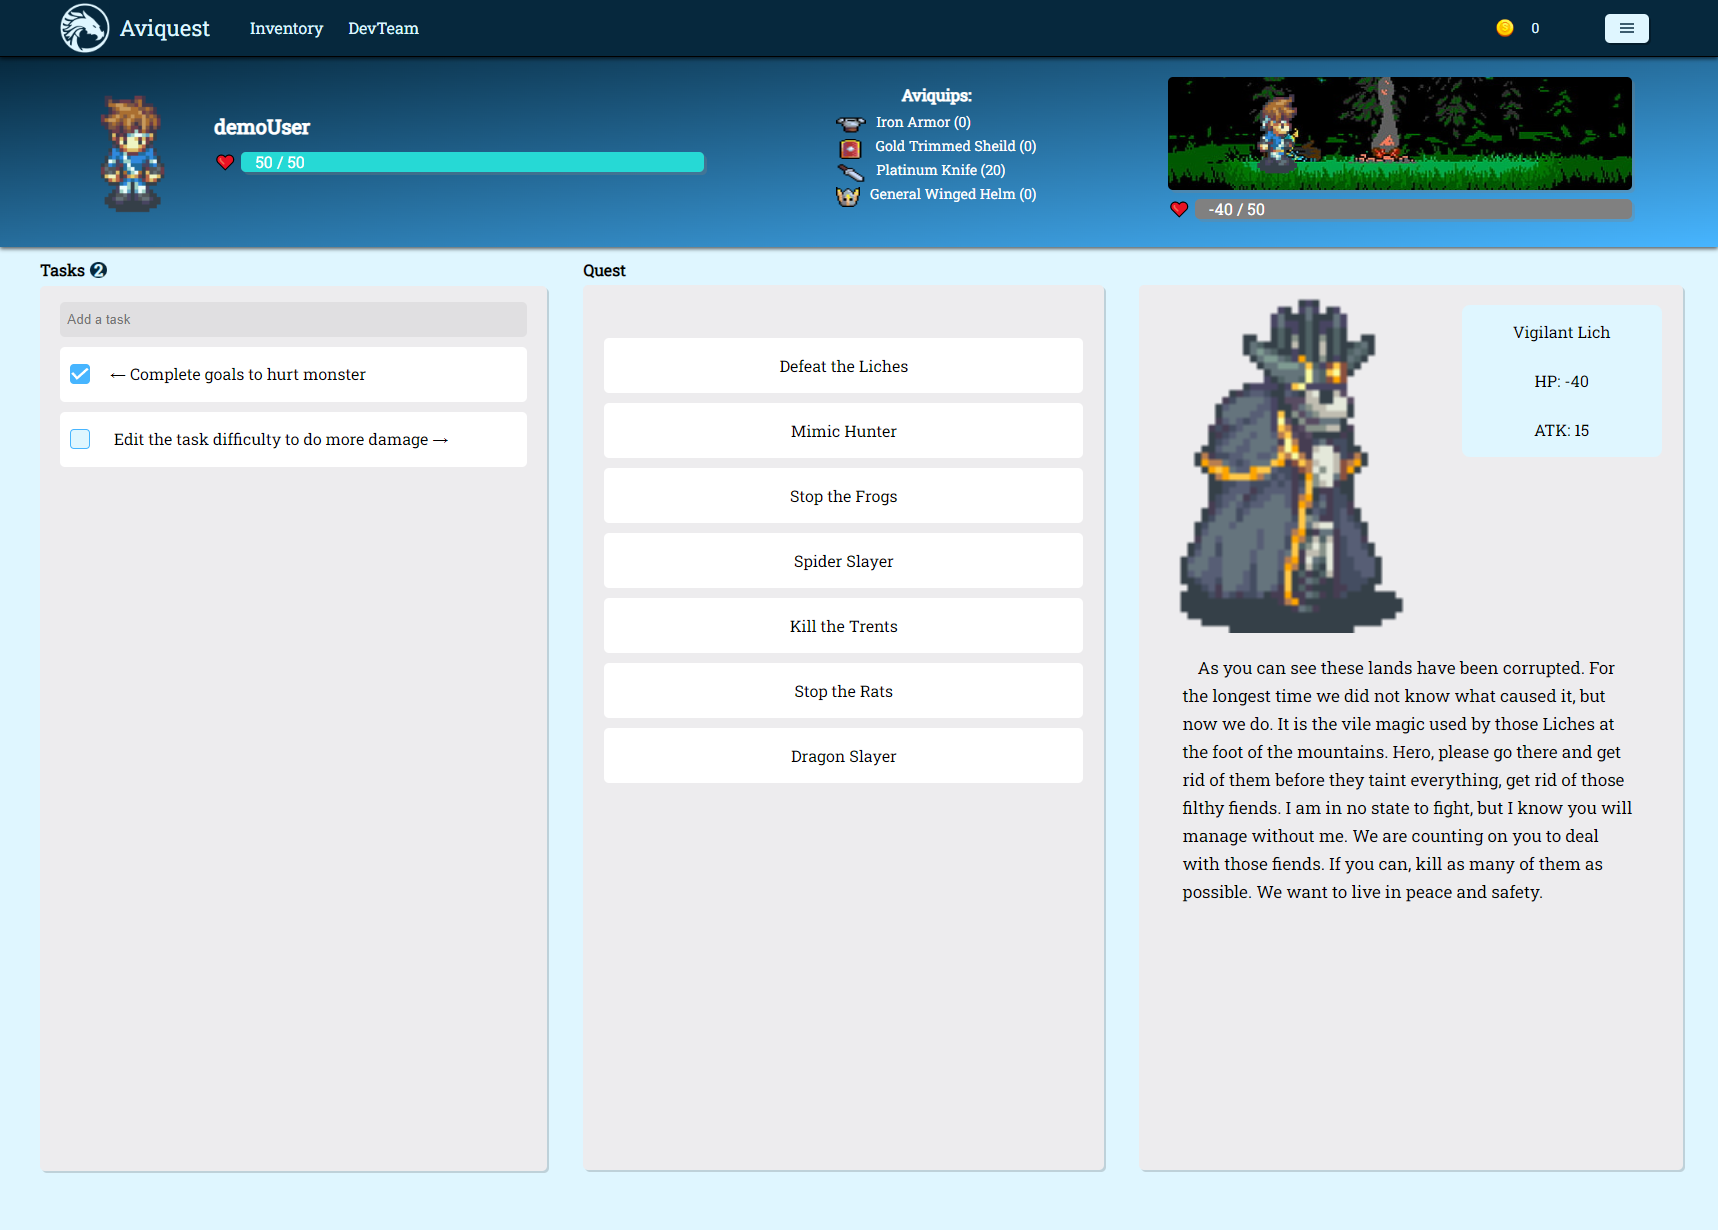 Aviquest
Inventory
DevTeam
0
demoUser
50 / 50
Aviquips:
Iron Armor (0)
Gold Trimmed Sheild (0)
Platinum Knife (20)
General Winged Helm (0)
-40 / 50
Tasks 2
Add a task
← Complete goals to hurt monster
Edit the task difficulty to do more damage →
Quest
Defeat the Liches
Mimic Hunter
Stop the Frogs
Spider Slayer
Kill the Trents
Stop the Rats
Dragon Slayer
Vigilant Lich
HP: -40
ATK: 15
As you can see these lands have been corrupted. For
the longest time we did not know what caused it, but
now we do. It is the vile magic used by those Liches at
the foot of the mountains. Hero, please go there and get
rid of them before they taint everything, get rid of those
filthy fiends. I am in no state to fight, but I know you will
manage without me. We are counting on you to deal
with those fiends. If you can, kill as many of them as
possible. We want to live in peace and safety.